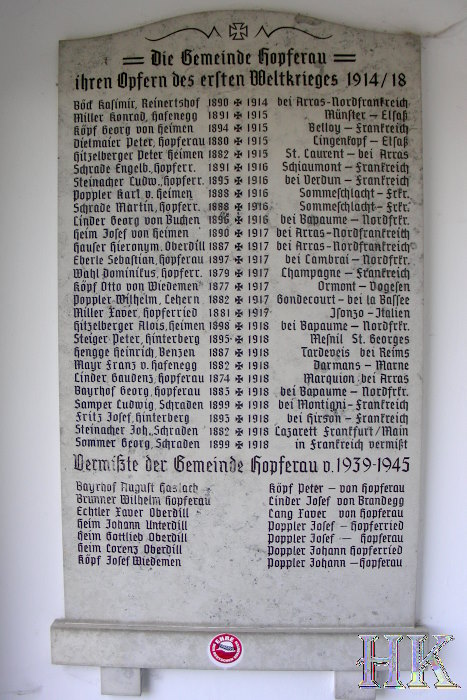 Die Gemeinde Hopferau
ihren Opfern des ersten Weltkrieges 1914/18
Böck Kasimir, Reinertshof 1890 ✠ 1914 bei Arras-Nordfrankreich
Miller Konrad, Hafenegg 1891 ✠ 1915 Münster – Elsaß
Köpf Georg von Heimen 1894 ✠ 1915 Belloy – Frankreich
Dietmaier Peter, Hopferau 1880 ✠ 1915 Lingenkopf – Elsaß
Hitzelberger Peter Heimen 1882 ✠ 1915 St. Laurent – bei Arras
Schrade Engelb., Hopferr. 1891 ✠ 1916 Schiaumont – Frankreich
Steinacher Ludw., Hopferr. 1895 ✠ 1916 bei Verdun – Frankreich
Poppler Karl v. Heimen 1888 ✠ 1916 Sommeschlacht – Frkr.
Schrade Martin, Hopferr. 1888 ✠ 1916 Sommeschlacht – Frkr.
Linder Georg von Buchen 1896 ✠ 1916 bei Bapaume – Nordfrkr.
Heim Josef von Heimen 1890 ✠ 1917 bei Arras – Nordfrkr.
Hauser Hieronym. Oberdill 1887 ✠ 1917 bei Arras – Nordfrkr.
Eberle Sebastian, Hopferau 1897 ✠ 1917 bei Cambrai – Nordfrkr.
Wahl Dominikus, Hopferr. 1879 ✠ 1917 Champagne – Frankreich
Köpf Otto von Wiedemen 1877 ✠ 1917 Ormont – Vogesen
Poppler Wilhelm, Lehern 1882 ✠ 1917 Gondecourt – bei la Bassee
Miller Xaver, Hopferried 1881 ✠ 1917 Isonzo – Italien
Hitzelberger Alois, Heimen 1898 ✠ 1918 bei Bapaume – Nordfrkr.
Steiger Peter, Hinterberg 1895 ✠ 1918 Mesnil St. Georges
Hengge Heinrich, Benzen 1887 ✠ 1918 Tardeveis bei Reims
Mayr Franz v. Hafenegg 1882 ✠ 1918 Darmans – Marne
Linder Gaudenz, Hopferau 1874 ✠ 1918 Marquion bei Arras
Bayrhof Georg, Hopferau 1883 ✠ 1918 bei Bapaume – Nordfrkr.
Samper Ludwig, Schraden 1899 ✠ 1918 bei Montigni – Frankreich
Fritz Josef, Hinterberg 1893 ✠ 1918 bei Hirson – Frankreich
Steinacher Joh., Schraden 1882 ✠ 1918 Lazarett Frankfurt/Main
Sommer Georg, Schraden 1899 ✠ 1918 in Frankreich vermißt
Vermißte der Gemeinde Hopferau v. 1939-1945
Bayrhof August Haslach Köpf Peter – von Hopferau
Brunner Wilhelm Hopferau Linder Josef von Brandegg
Echtler Xaver Oberdill Lang Xaver von Hopferau
Heim Johann Unterdill Poppler Josef – Hopferried
Heim Gottlieb Oberdill Poppler Josef – Hopferau
Heim Lorenz Oberdill Poppler Johann Hopferried
Köpf Josef Wiedemen Poppler Johann – Hopferau
EHRE
HK